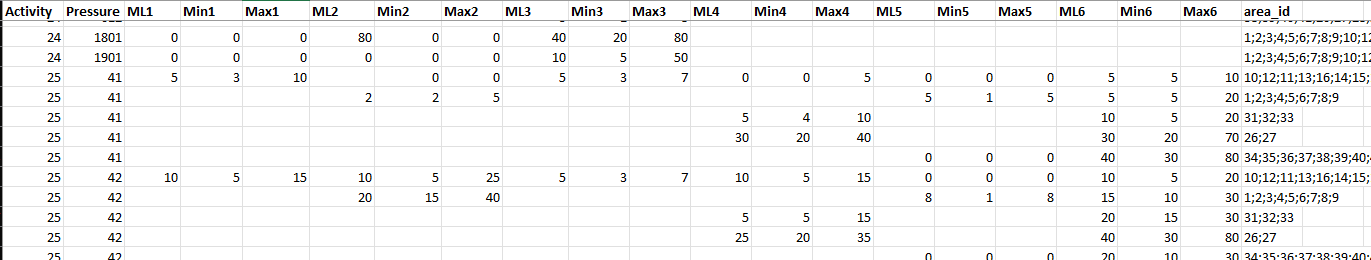 Activity Pressure ML1 Min1 Max1 ML2 Min2 Max2 ML3 Min3 Max3 ML4 Min4 Max4 ML5 Min5 Max5 ML6 Min6 Max6 area_id
24 1801 0 0 0 80 0 0 40 20 80 1;2;3;4;5;6;7;8;9;10;12
24 1901 0 0 0 0 0 0 10 5 50 1;2;3;4;5;6;7;8;9;10;12
25 41 5 3 10 0 0 5 3 7 0 0 5 0 0 0 5 5 10 10;12;11;13;16;14;15;
25 41 2 2 5 5 1 5 5 5 20 1;2;3;4;5;6;7;8;9
25 41 5 4 10 10 5 20 31;32;33
25 41 30 20 40 30 20 70 26;27
25 41 0 0 0 40 30 80 34;35;36;37;38;39;40;
25 42 10 5 15 10 5 25 5 3 7 10 5 15 0 0 0 10 5 20 10;12;11;13;16;14;15;
25 42 20 15 40 8 1 8 15 10 30 1;2;3;4;5;6;7;8;9
25 42 5 5 15 20 15 30 31;32;33
25 42 25 20 35 40 30 80 26;27
25 42 0 0 0 20 10 30 34;35;36;37;38;39;40;